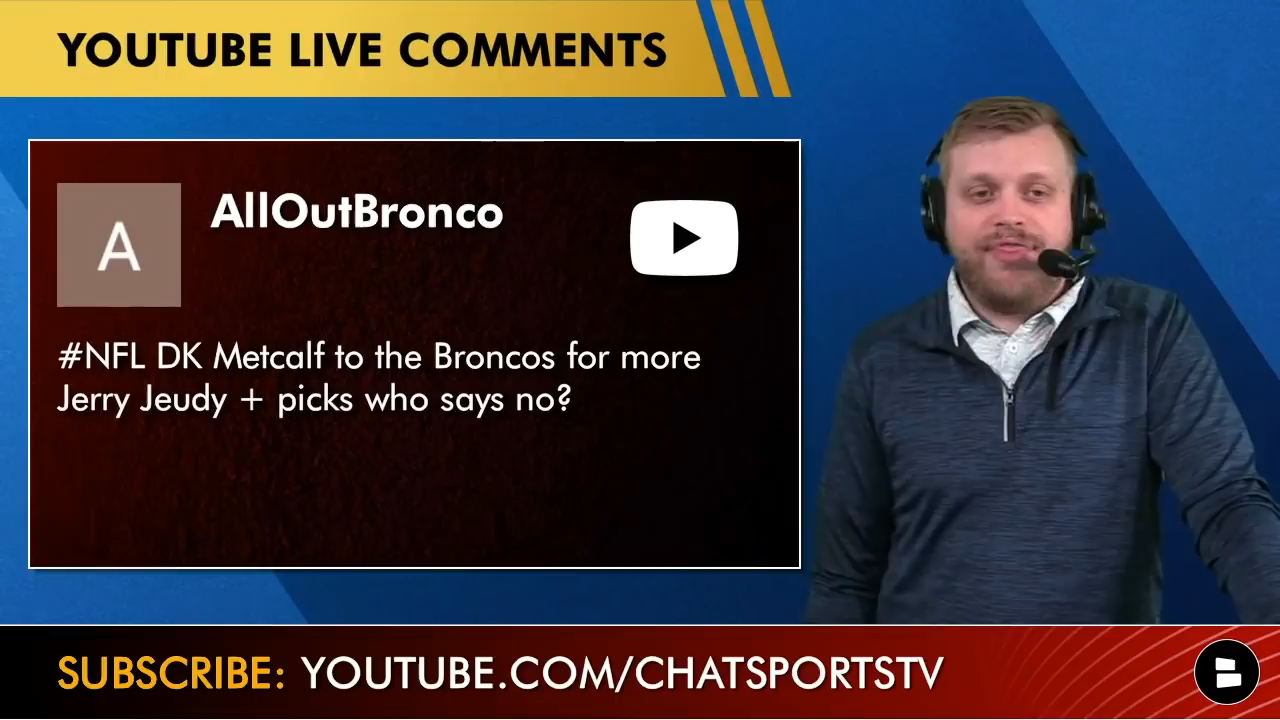 YOUTUBE LIVE COMMENTS
A
AllOutBronco
#NFL DK Metcalf to the Broncos for more
Jerry Jeudy + picks who says no?
SUBSCRIBE: YOUTUBE.COM/CHATSPORTSTV